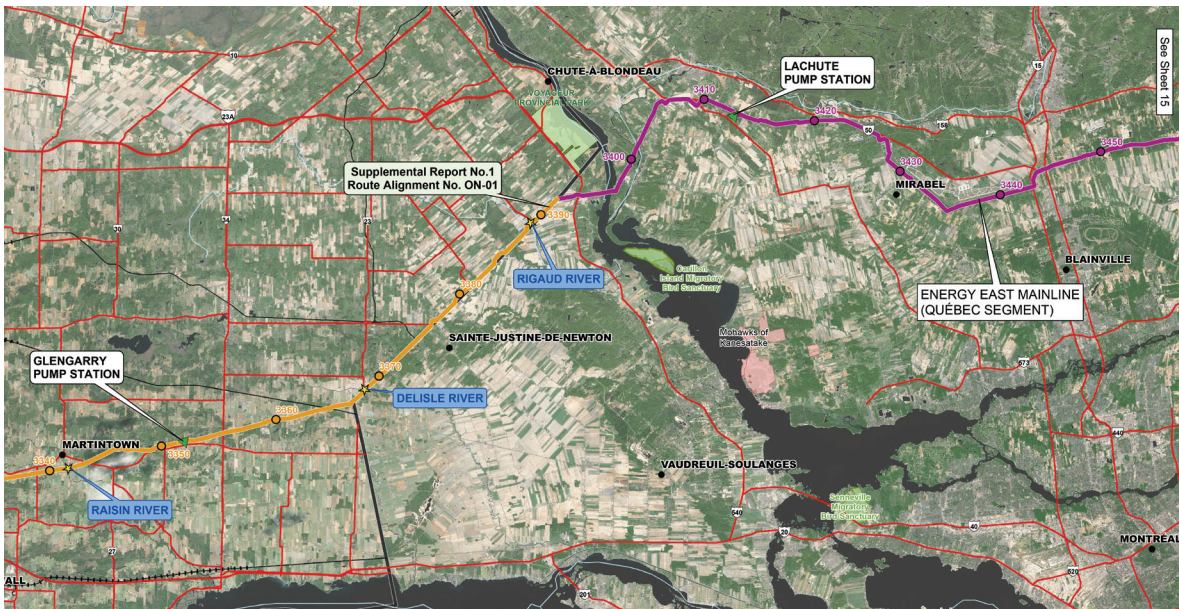 See Sheet 15
10
CHUTE-À-BLONDEAU
VOYAGEUR
PROVINCIAL PARK
LACHUTE
PUMP STATION
15
3410
3420
158
50
23A
3400
3450
3430
MIRABEL
3440
Supplemental Report No.1
Route Alignment No. ON-01
3390
30
34
23
RIGAUD RIVER
Carillon
Island Migratory
Bird Sanctuary
BLAINVILLE
ENERGY EAST MAINLINE
(QUÉBEC SEGMENT)
3380
SAINTE-JUSTINE-DE-NEWTON
Mohawks of
Kanesatake
GLENGARRY
PUMP STATION
3370
DELISLE RIVER
573
3360
440
MARTINTOWN
3340
3350
RAISIN RIVER
VAUDREUIL-SOULANGES
Senneville
Migratory
Bird Sanctuary
540
20
40
MONTRÉAL
27
520
WALL
201